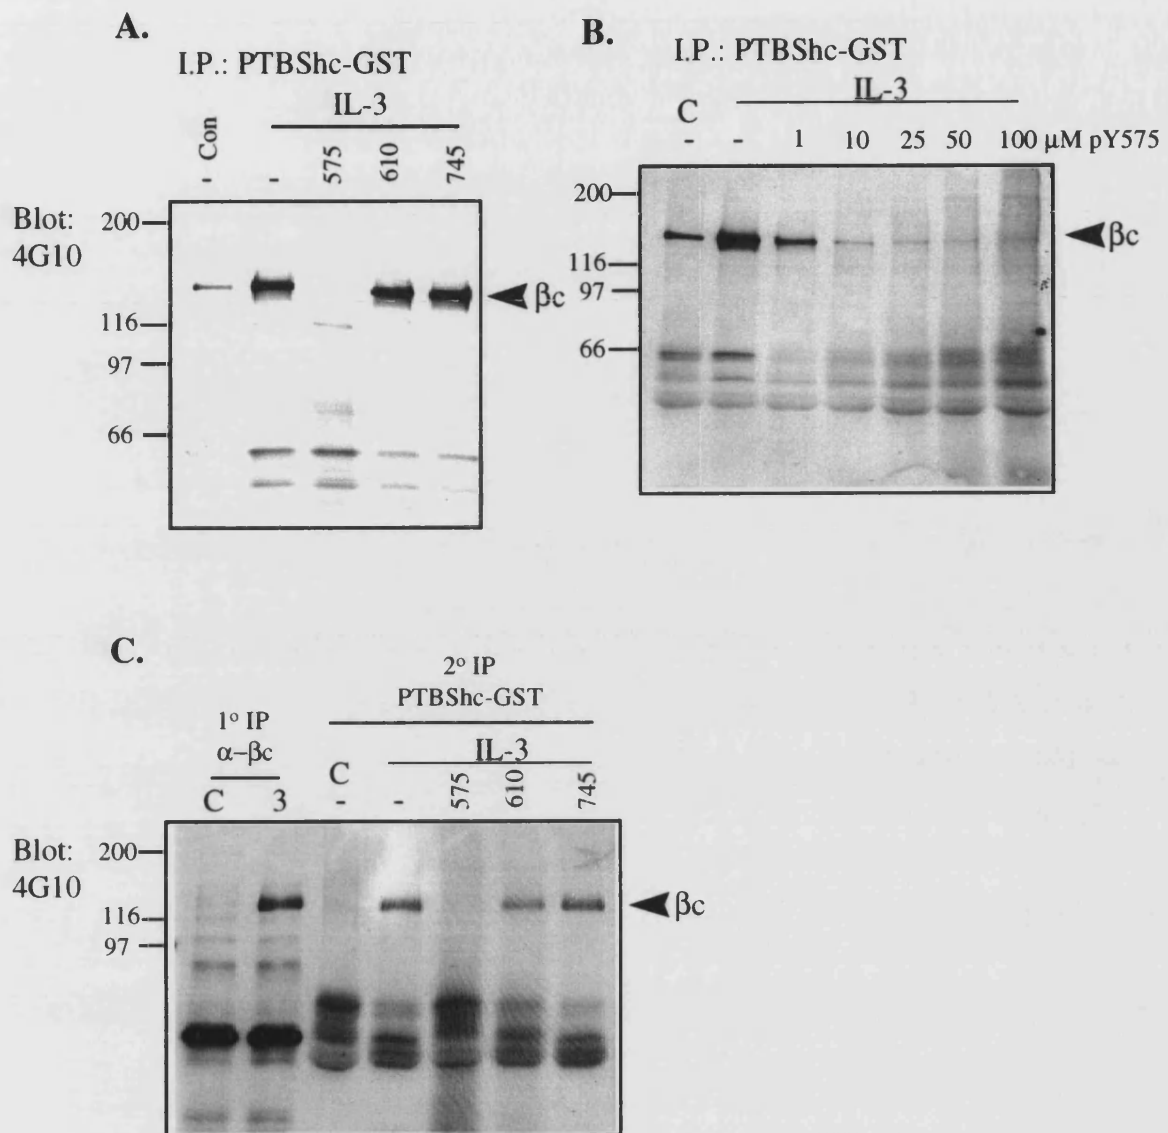 A.
I.P.: PTBShc-GST
IL-3
Con
- - 575 610 745
Blot:
4G10
200
116
97
66
βc
B.
I.P.: PTBShc-GST
IL-3
C
- - 1 10 25 50 100 µM pY575
200
116
97
66
βc
C.
2º IP
PTBShc-GST
1º IP
α-βc
IL-3
C
C 3 - - 575 610 745
Blot:
4G10
200
116
97
βc